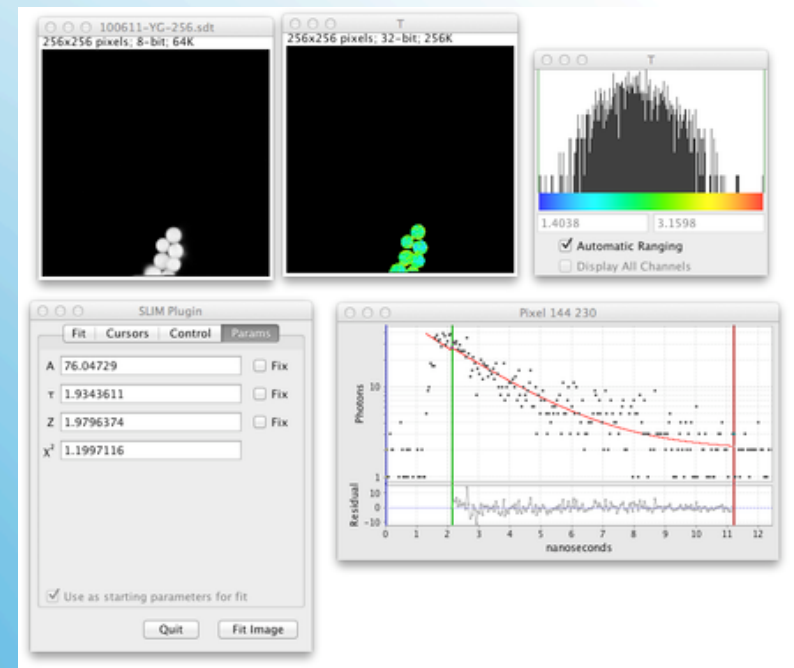 100611-YG-256.sdt
256x256 pixels; 8-bit; 64K
T
256x256 pixels; 32-bit; 256K
T
1.4038 3.1598
Automatic Ranging
Display All Channels
SLIM Plugin
Fit Cursors Control Params
A 76.04729 Fix
τ 1.9343611 Fix
Z 1.9796374 Fix
χ² 1.1997116
Use as starting parameters for fit
Quit Fit Image
Pixel 144 230
Photons
10
1
Residual
10
0
-10
0 1 2 3 4 5 6 7 8 9 10 11 12
nanoseconds